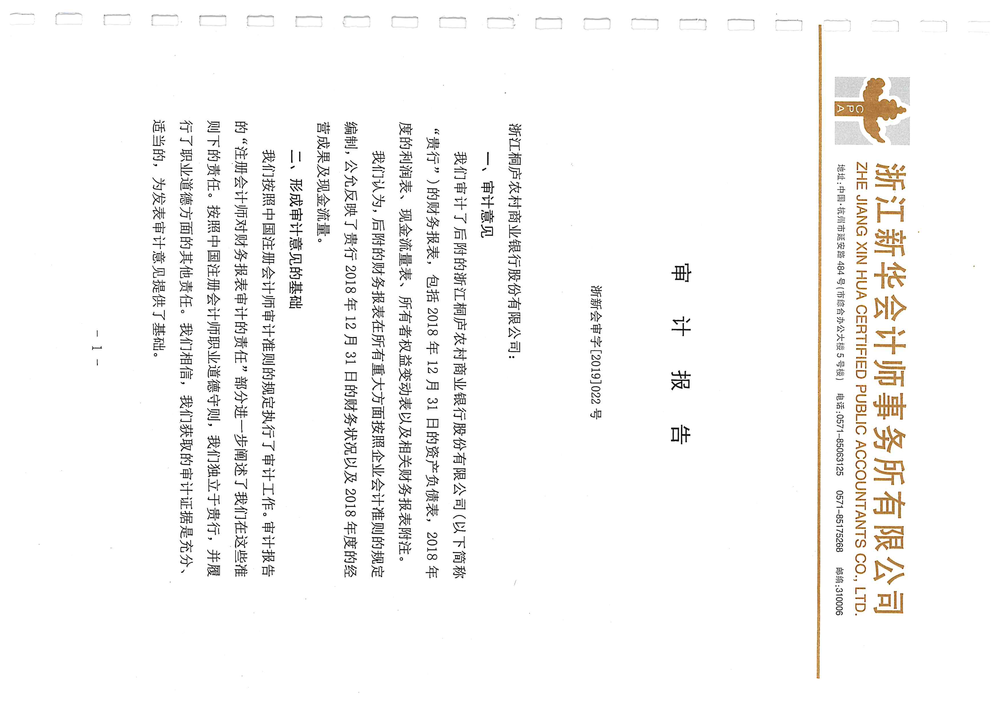 CPA
浙江新华会计师事务所有限公司
ZHE JIANG XIN HUA CERTIFIED PUBLIC ACCOUNTANTS CO., LTD.
地址:中国·杭州市延安路 484 号(市综合办公大楼 5 号楼) 电话:0571-85063125 0571-85175268 邮编:310006
审 计 报 告
浙新会审字[2019]022 号
浙江桐庐农村商业银行股份有限公司:
一、审计意见
我们审计了后附的浙江桐庐农村商业银行股份有限公司(以下简称
“贵行”)的财务报表，包括 2018 年 12 月 31 日的资产负债表，2018 年
度的利润表、现金流量表、所有者权益变动表以及相关财务报表附注。
我们认为,后附的财务报表在所有重大方面按照企业会计准则的规定
编制,公允反映了贵行 2018 年 12 月 31 日的财务状况以及 2018 年度的经
营成果及现金流量。
二、形成审计意见的基础
我们按照中国注册会计师审计准则的规定执行了审计工作。审计报告
的“注册会计师对财务报表审计的责任”部分进一步阐述了我们在这些准
则下的责任。按照中国注册会计师职业道德守则，我们独立于贵行，并履
行了职业道德方面的其他责任。我们相信，我们获取的审计证据是充分、
适当的，为发表审计意见提供了基础。
- 1 -